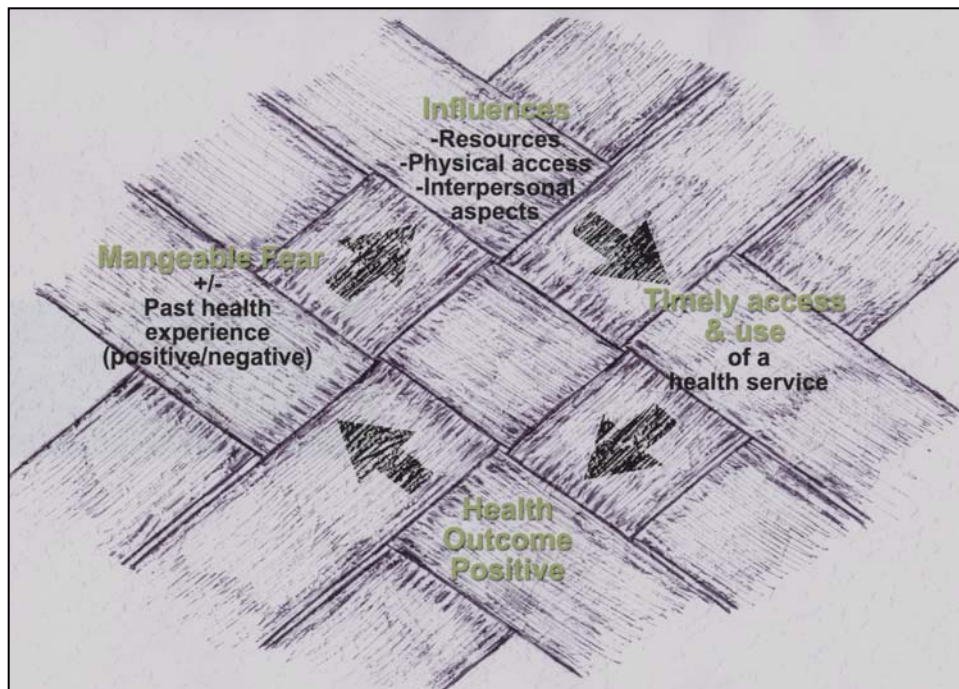 Influences
-Resources
-Physical access
-Interpersonal
aspects
Mangeable Fear
+/-
Past health
experience
(positive/negative)
Timely access
& use
of a
health service
Health
Outcome
Positive